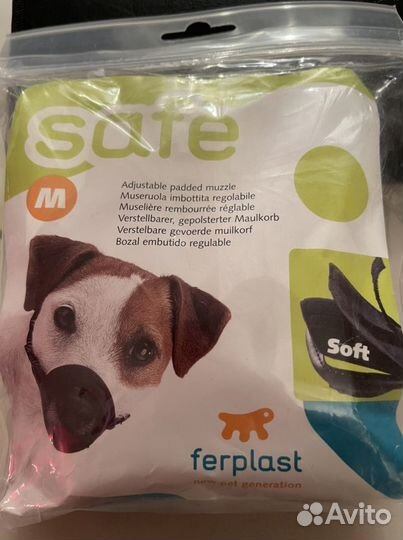 safe
M
Adjustable padded muzzle
Museruola imbottita regolabile
Muselière rembourrée réglable
Verstellbarer, gepolsterter Maulkorb
Verstelbare gevoerde muilkorf
Bozal embutido regulable
Soft
ferplast
new pet generation
Avito